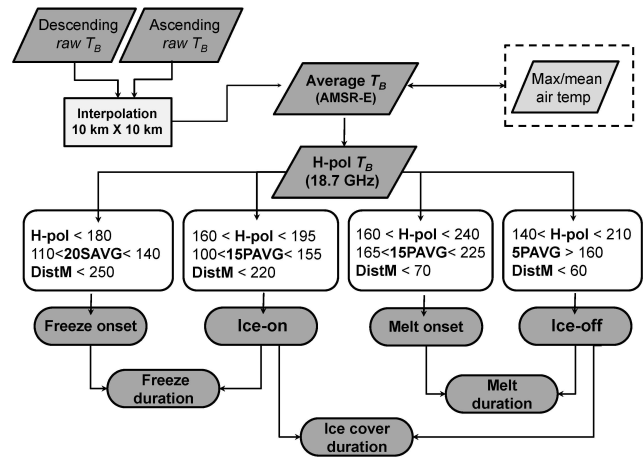 Descending
raw T_B
Ascending
raw T_B
Interpolation
10 km X 10 km
Average T_B
(AMSR-E)
Max/mean
air temp
H-pol T_B
(18.7 GHz)
H-pol < 180
110<20SAVG< 140
DistM < 250
160 < H-pol < 195
100<15PAVG< 155
DistM < 220
160 < H-pol < 240
165<15PAVG < 225
DistM < 70
140< H-pol < 210
5PAVG > 160
DistM < 60
Freeze onset
Ice-on
Melt onset
Ice-off
Freeze
duration
Melt
duration
Ice cover
duration